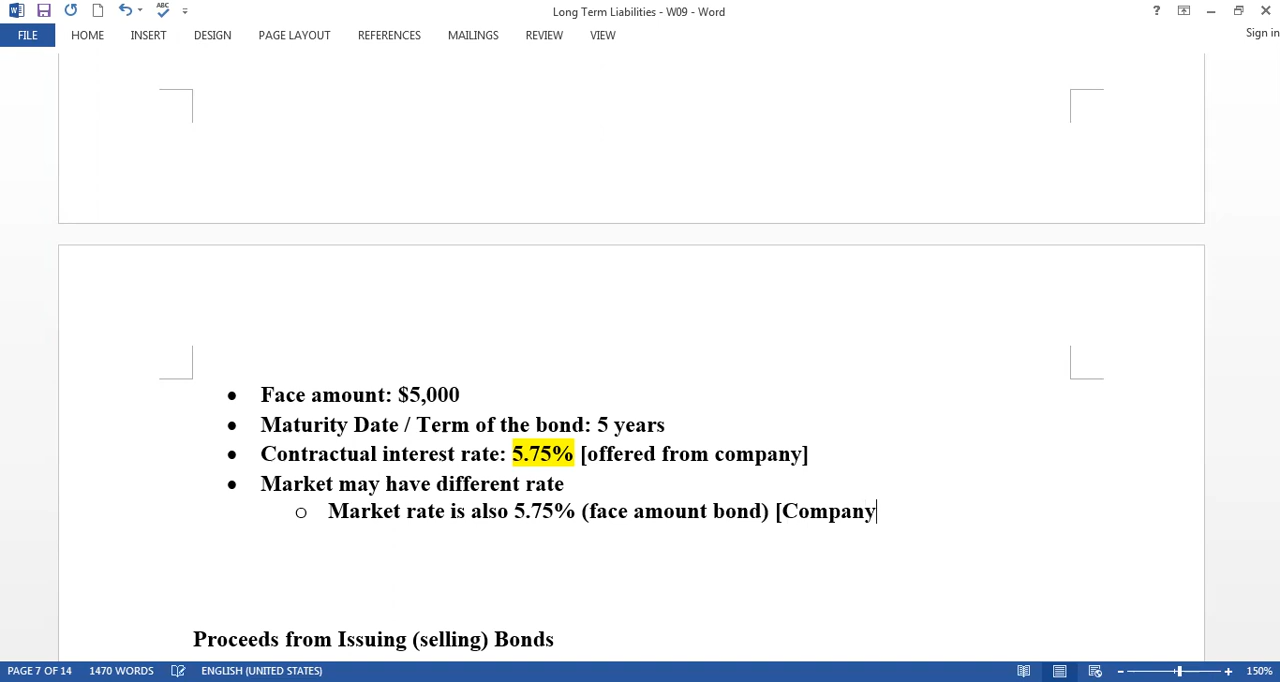 ABC
Long Term Liabilities - W09 - Word
?
FILE
HOME
INSERT
DESIGN
PAGE LAYOUT
REFERENCES
MAILINGS
REVIEW
VIEW
Sign in
• Face amount: $5,000
• Maturity Date / Term of the bond: 5 years
• Contractual interest rate: 5.75% [offered from company]
• Market may have different rate
o Market rate is also 5.75% (face amount bond) [Company
Proceeds from Issuing (selling) Bonds
PAGE 7 OF 14
1470 WORDS
ENGLISH (UNITED STATES)
150%